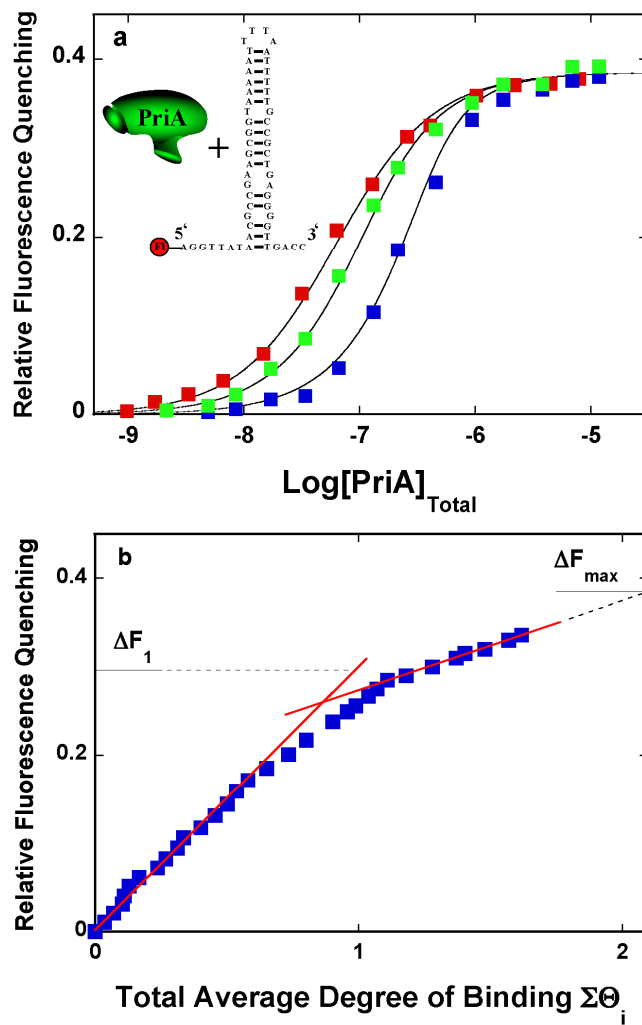 a
Relative Fluorescence Quenching
0.4
0.2
0
PriA
+
5‘
3‘
Fl
AGGTTATA TGACC
-9 -8 -7 -6 -5
Log[PriA]Total
b
Relative Fluorescence Quenching
0.4
0.2
0
ΔF1
ΔFmax
0 1 2
Total Average Degree of Binding ΣΘi